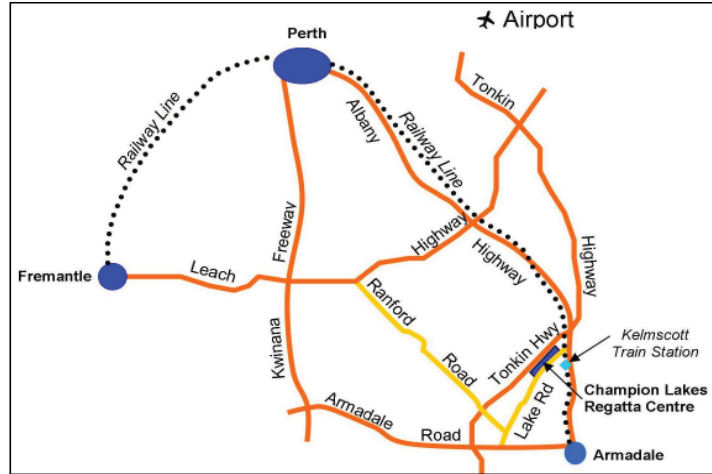 Airport
Perth
Tonkin
Railway Line
Albany
Railway Line
Freeway
Highway
Highway
Highway
Fremantle
Leach
Ranford
Kwinana
Tonkin Hwy
Kelmscott
Train Station
Road
Champion Lakes
Regatta Centre
Lake Rd
Armadale
Road
Armadale